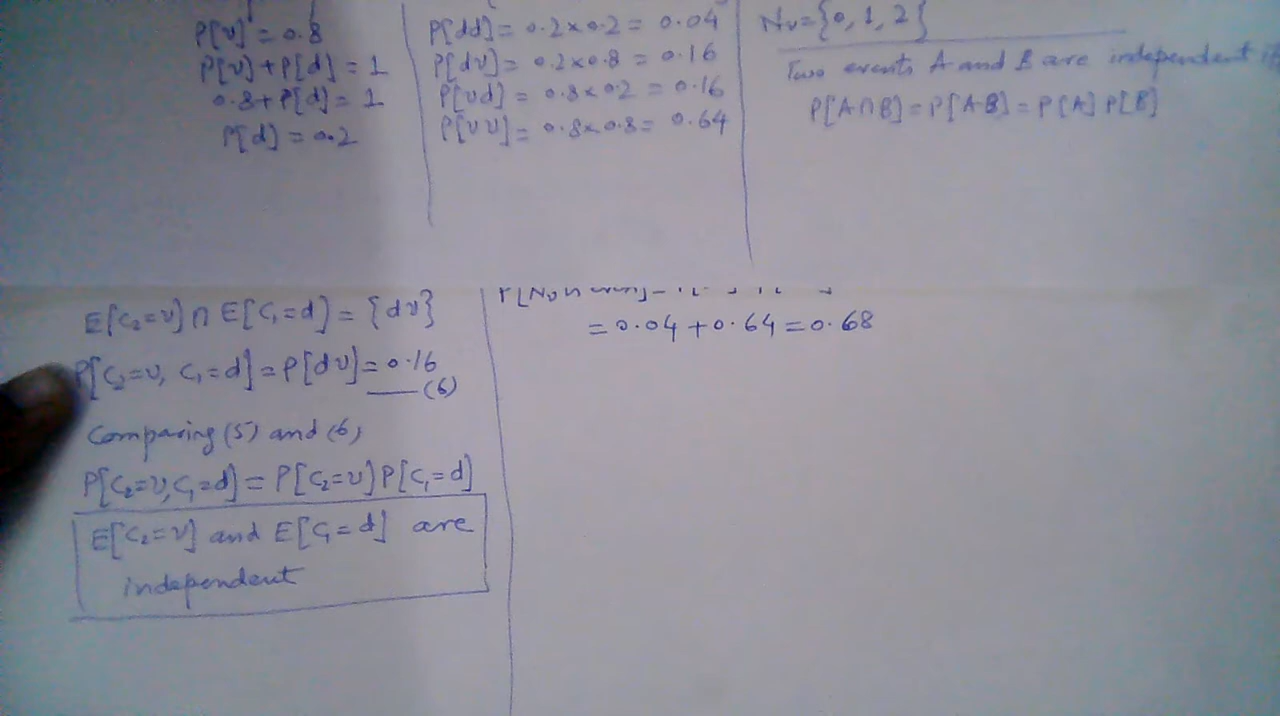 P[v] = 0.8
P[v] + P[d] = 1
0.8 + P[d] = 1
P[d] = 0.2
P[dd] = 0.2 x 0.2 = 0.04
P[dv] = 0.2 x 0.8 = 0.16
P[vd] = 0.8 x 0.2 = 0.16
P[vv] = 0.8 x 0.8 = 0.64
Nv = {0, 1, 2}
Two events A and B are independent if
P[A∩B] = P[AB] = P[A] P[B]
E[C₂=v] ∩ E[C₁=d] = {dv}
P[C₂=v, C₁=d] = P[dv] = 0.16
—(6)
Comparing (5) and (6)
P[C₂=v, C₁=d] = P[C₂=v] P[C₁=d]
E[C₂=v] and E[C₁=d] are
independent
= 0.04 + 0.64 = 0.68